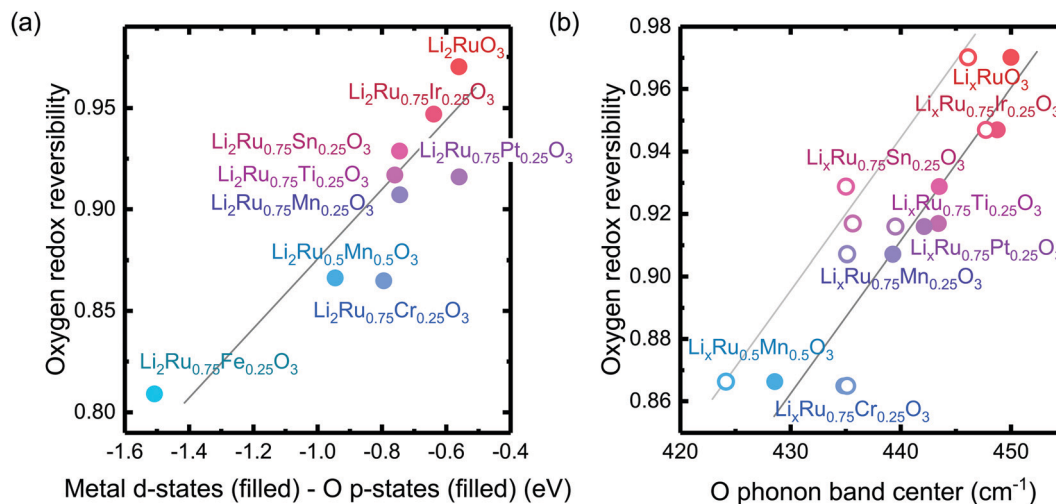 (a)
Oxygen redox reversibility
0.95
0.90
0.85
0.80
Li₂RuO₃
Li₂Ru₀.₇₅Ir₀.₂₅O₃
Li₂Ru₀.₇₅Sn₀.₂₅O₃
Li₂Ru₀.₇₅Pt₀.₂₅O₃
Li₂Ru₀.₇₅Ti₀.₂₅O₃
Li₂Ru₀.₇₅Mn₀.₂₅O₃
Li₂Ru₀.₅Mn₀.₅O₃
Li₂Ru₀.₇₅Cr₀.₂₅O₃
Li₂Ru₀.₇₅Fe₀.₂₅O₃
-1.6 -1.4 -1.2 -1.0 -0.8 -0.6 -0.4
Metal d-states (filled) - O p-states (filled) (eV)
(b)
Oxygen redox reversibility
0.98
0.96
0.94
0.92
0.90
0.88
0.86
LiₓRuO₃
LiₓRu₀.₇₅Ir₀.₂₅O₃
LiₓRu₀.₇₅Sn₀.₂₅O₃
LiₓRu₀.₇₅Ti₀.₂₅O₃
LiₓRu₀.₇₅Pt₀.₂₅O₃
LiₓRu₀.₇₅Mn₀.₂₅O₃
LiₓRu₀.₅Mn₀.₅O₃
LiₓRu₀.₇₅Cr₀.₂₅O₃
420 430 440 450
O phonon band center (cm⁻¹)